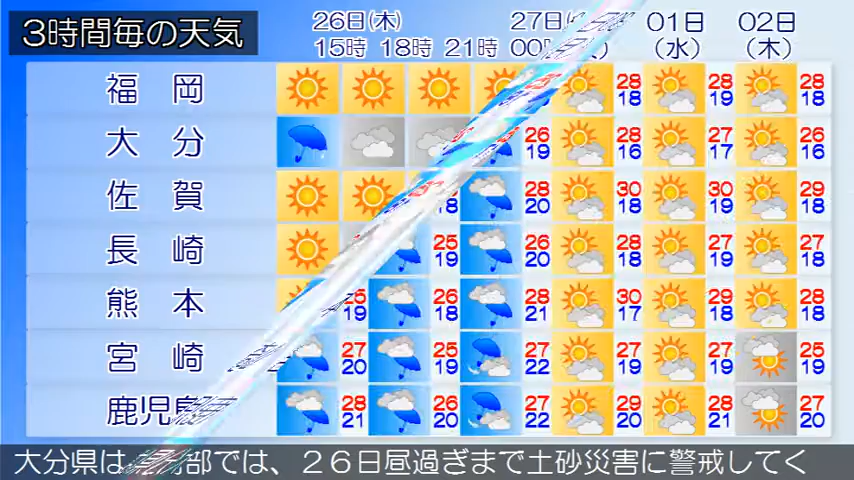 3時間毎の天気
26日(木) 27日( 01日 02日
15時 18時 21時 00 (水) (木)
福岡 28 18 28 19 28 18
大分 26 19 28 16 27 17 26 16
佐賀 18 28 20 30 18 30 19 29 18
長崎 25 19 26 20 28 18 27 19 27 18
熊本 25 19 26 18 28 21 30 17 29 18 28 18
宮崎 27 20 25 19 27 22 27 19 27 19 25 19
鹿児島 28 21 26 20 27 22 29 20 28 21 27 20
大分県は 部では、２６日昼過ぎまで土砂災害に警戒してく